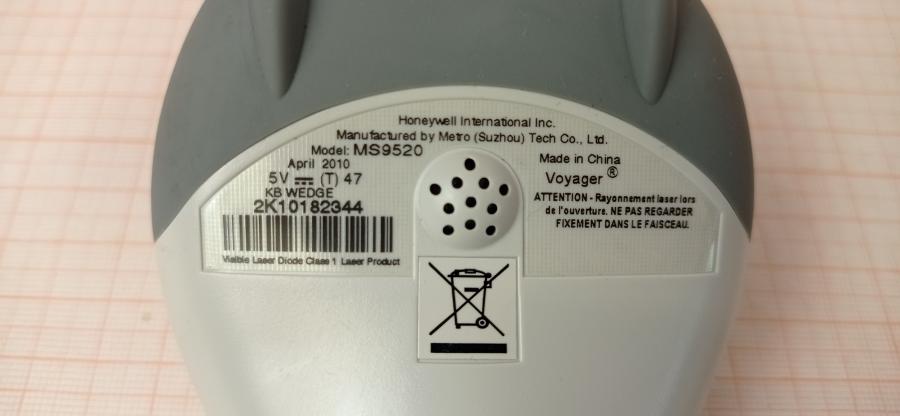 Honeywell International Inc.
Manufactured by Metro (Suzhou) Tech Co., Ltd.
Model: MS9520
April 2010
5V ⎓ (T) 47
KB WEDGE
2K10182344
Visible Laser Diode Class 1 Laser Product
Made in China
Voyager®
ATTENTION - Rayonnement laser lors
de l'ouverture. NE PAS REGARDER
FIXEMENT DANS LE FAISCEAU.